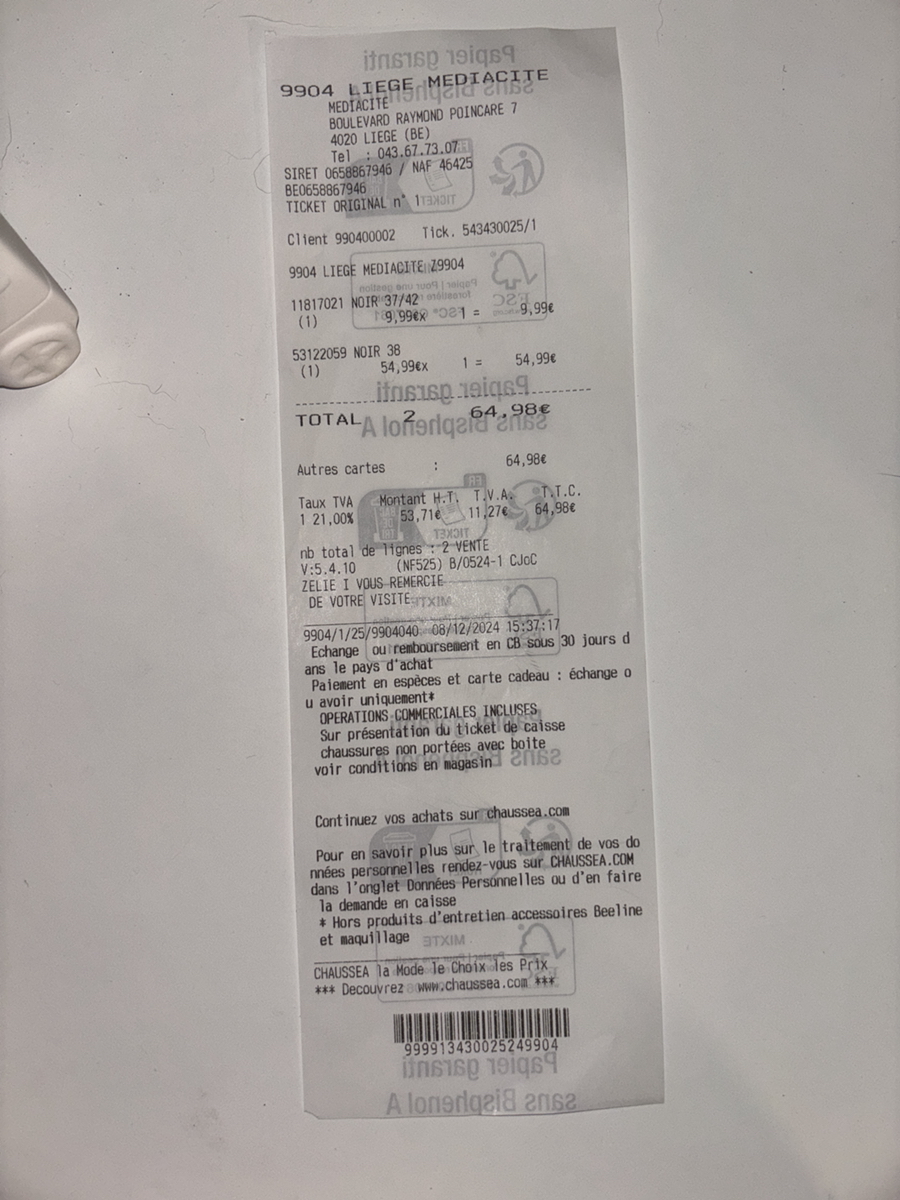 9904 LIEGE MEDIACITE
MEDIACITE
BOULEVARD RAYMOND POINCARE 7
4020 LIEGE (BE)
Tel : 043.67.73.07
SIRET 0658867946 / NAF 46425
BE0658867946
TICKET ORIGINAL n° 1
Client 990400002 Tick. 543430025/1
9904 LIEGE MEDIACITE Z9904
11817021 NOIR 37/42
(1) 9,99€x 1 = 9,99€
53122059 NOIR 38
(1) 54,99€x 1 = 54,99€
TOTAL 2 64,98€
Autres cartes : 64,98€
Taux TVA Montant H.T. T.V.A. T.T.C.
1 21,00% 53,71€ 11,27€ 64,98€
nb total de lignes : 2 VENTE
V:5.4.10 (NF525) B/0524-1 CJoC
ZELIE I VOUS REMERCIE
DE VOTRE VISITE
9904/1/25/9904040 08/12/2024 15:37:17
Echange ou remboursement en CB sous 30 jours d
ans le pays d'achat
Paiement en espèces et carte cadeau : échange o
u avoir uniquement*
OPERATIONS COMMERCIALES INCLUSES
Sur présentation du ticket de caisse
chaussures non portées avec boite
voir conditions en magasin
Continuez vos achats sur chaussea.com
Pour en savoir plus sur le traitement de vos do
nnées personnelles rendez-vous sur CHAUSSEA.COM
dans l'onglet Données Personnelles ou d'en faire
la demande en caisse
* Hors produits d'entretien accessoires Beeline
et maquillage
CHAUSSEA la Mode le Choix les Prix
*** Decouvrez www.chaussea.com ***
999913430025249904
Papier garanti
sans Bisphenol A